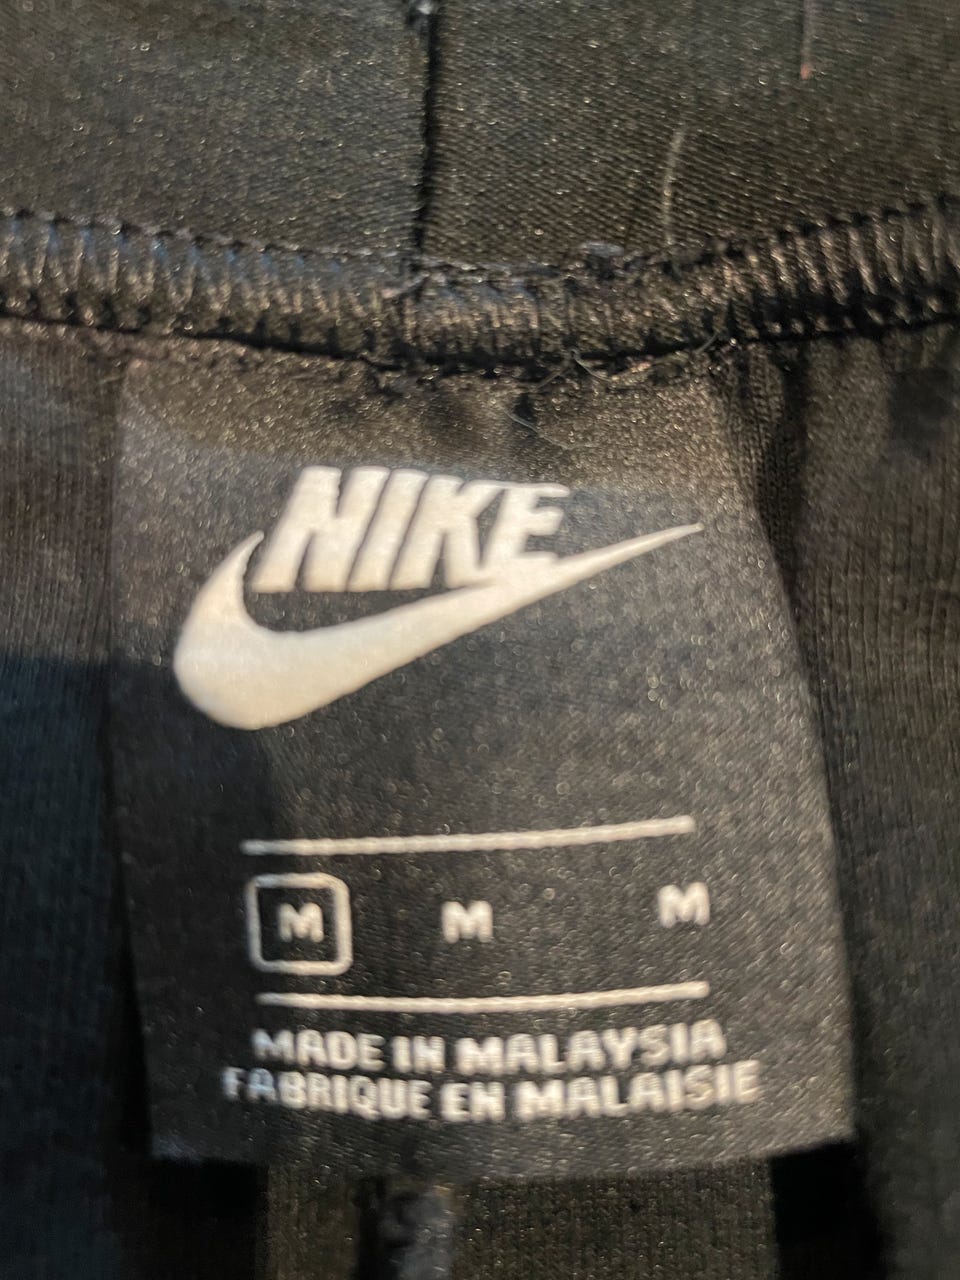 NIKE
M M M
MADE IN MALAYSIA
FABRIQUE EN MALAISIE